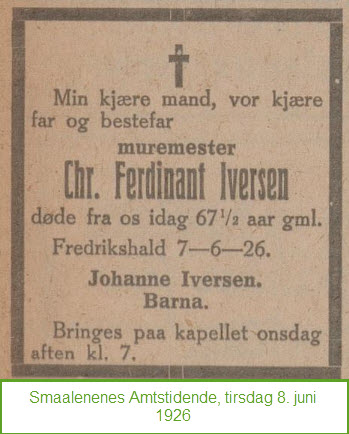 Min kjære mand, vor kjære
far og bestefar
muremester
Chr. Ferdinant Iversen
døde fra os idag 67½ aar gml.
Fredrikshald 7—6—26.
Johanne Iversen.
Barna.
Bringes paa kapellet onsdag
aften kl. 7.
Smaalenenes Amtstidende, tirsdag 8. juni
1926